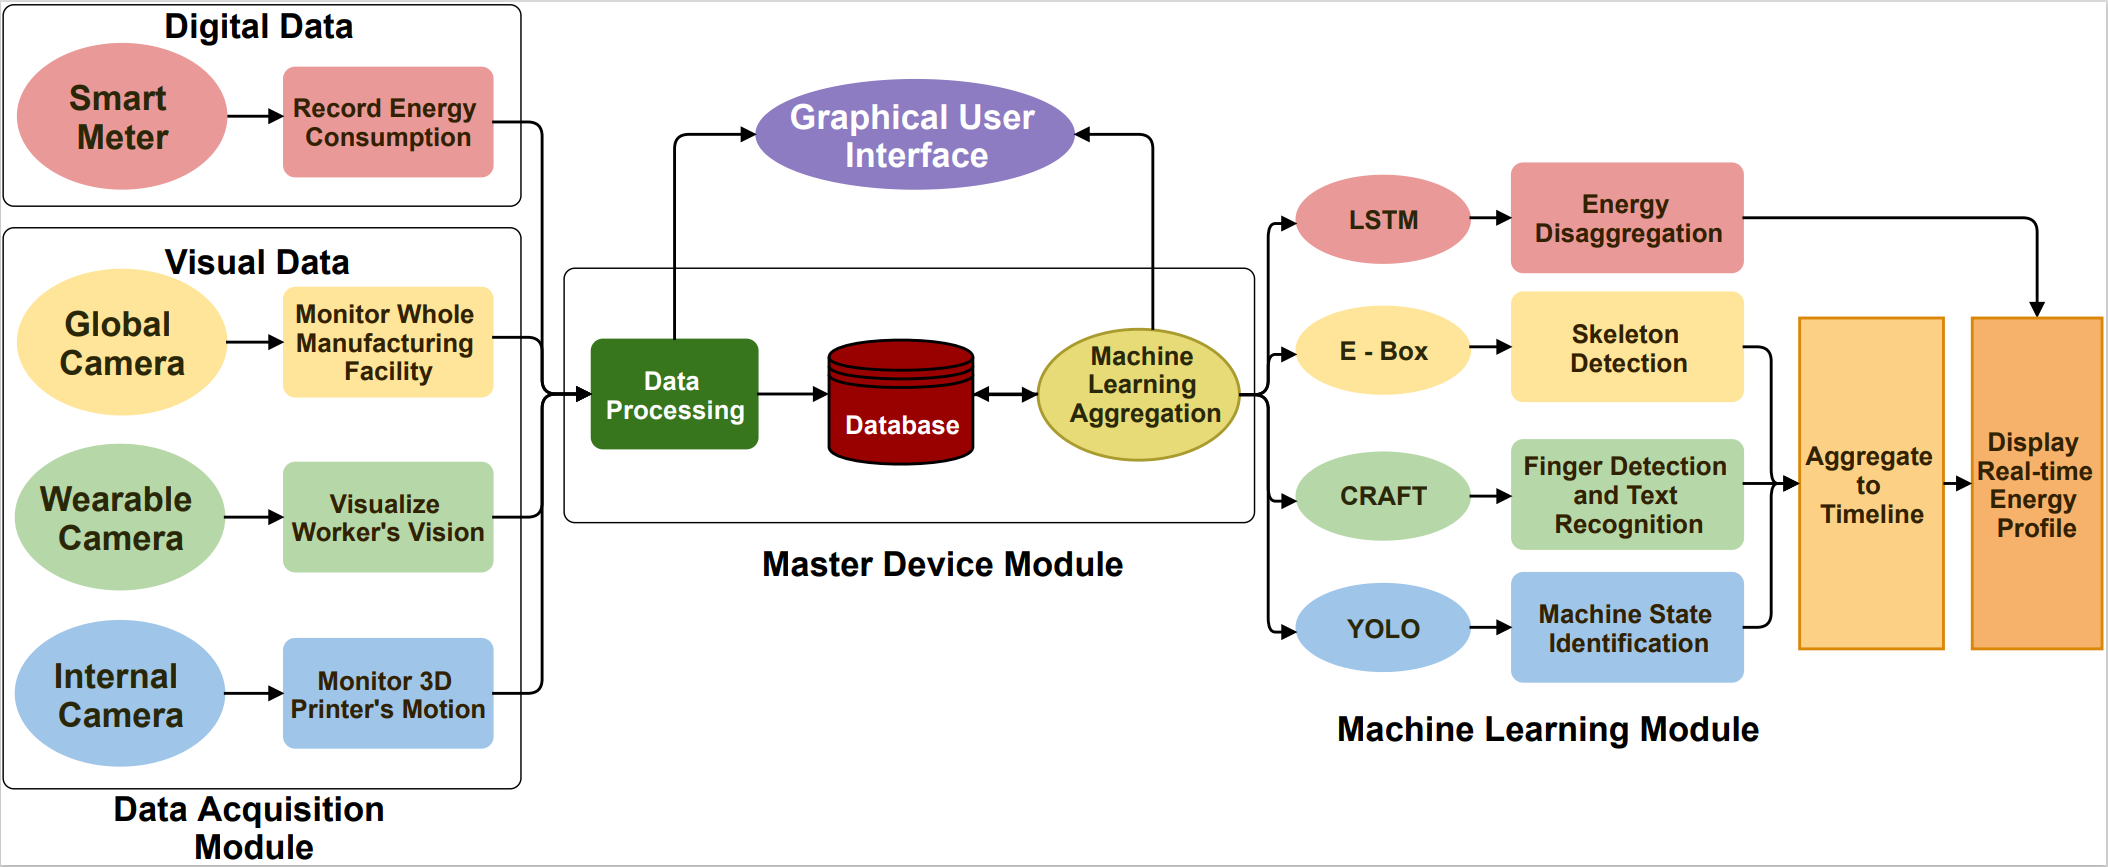 Digital Data
Smart
Meter
Record Energy
Consumption
Visual Data
Global
Camera
Monitor Whole
Manufacturing
Facility
Wearable
Camera
Visualize
Worker's Vision
Internal
Camera
Monitor 3D
Printer's Motion
Data Acquisition
Module
Graphical User
Interface
Data
Processing
Database
Machine
Learning
Aggregation
Master Device Module
LSTM
Energy
Disaggregation
E - Box
Skeleton
Detection
CRAFT
Finger Detection
and Text
Recognition
YOLO
Machine State
Identification
Machine Learning Module
Aggregate
to
Timeline
Display
Real-time
Energy
Profile